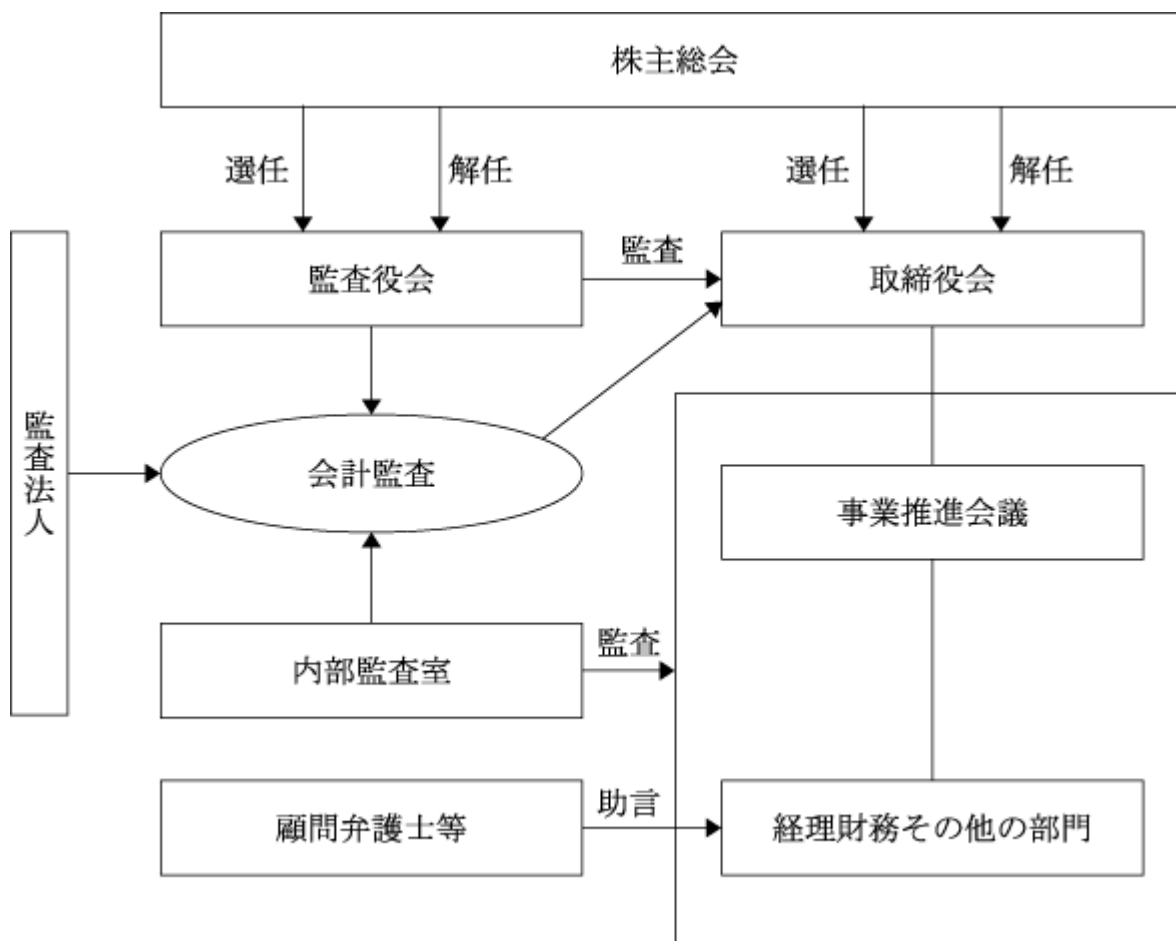 株主総会
選任
解任
選任
解任
監査役会
監査
取締役会
監査法人
会計監査
事業推進会議
内部監査室
監査
顧問弁護士等
助言
経理財務その他の部門